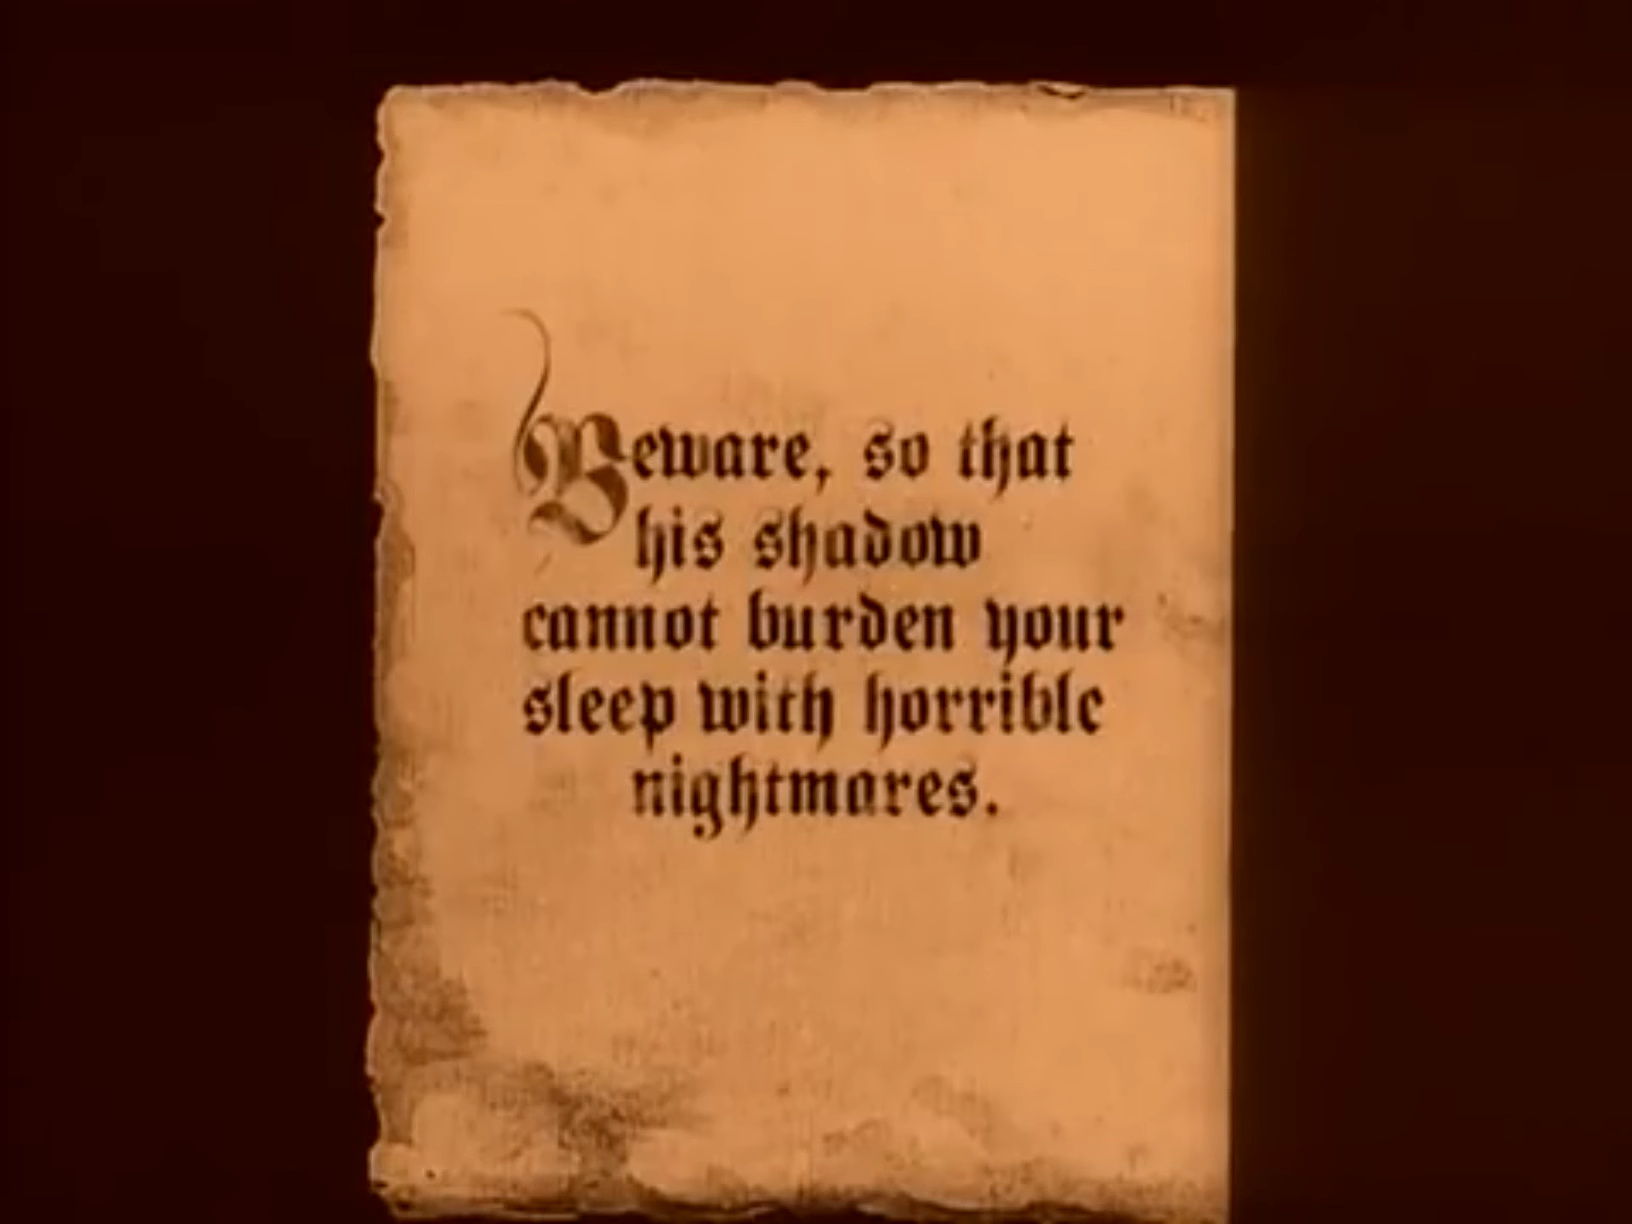 Beware, so that
his shadow
cannot burden your
sleep with horrible
nightmares.